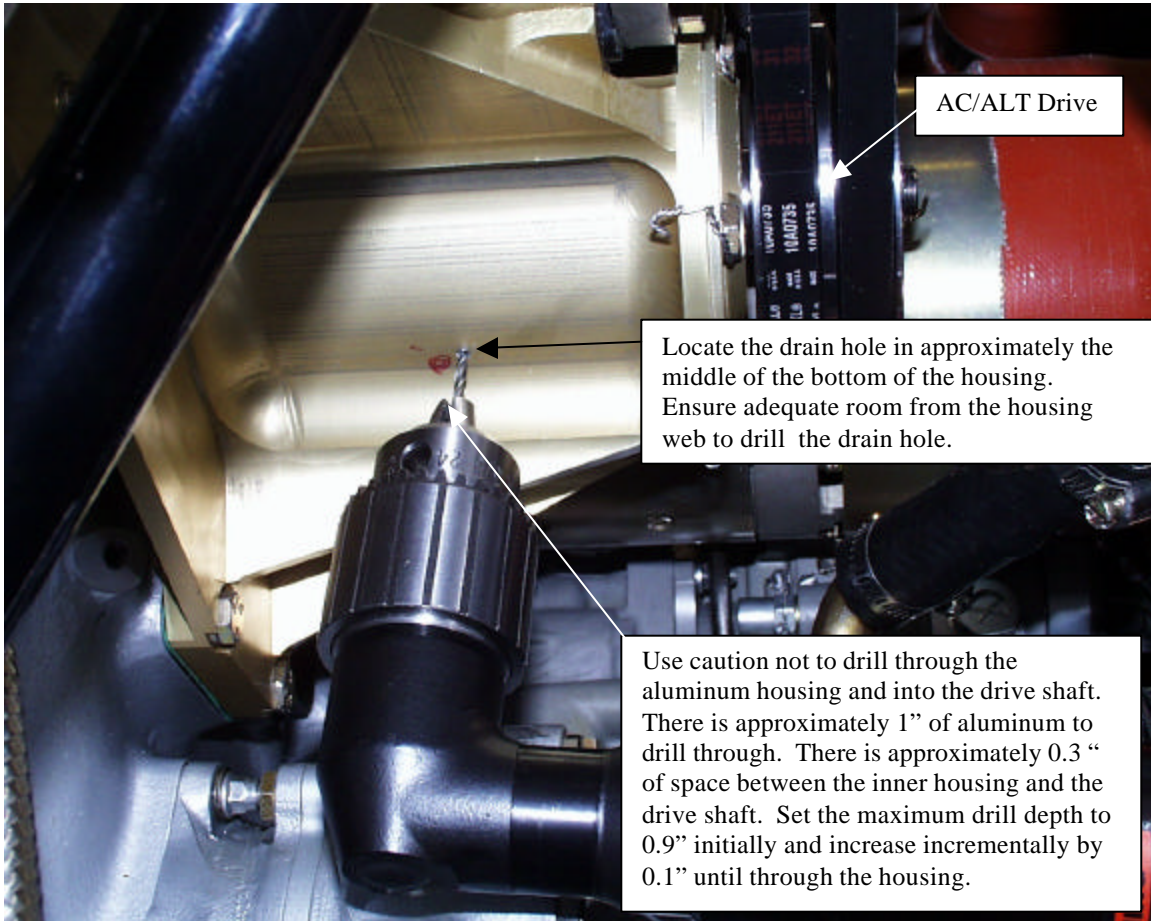 AC/ALT Drive
10A0735
10A0735
Locate the drain hole in approximately the
middle of the bottom of the housing.
Ensure adequate room from the housing
web to drill the drain hole.
Use caution not to drill through the
aluminum housing and into the drive shaft.
There is approximately 1” of aluminum to
drill through. There is approximately 0.3 “
of space between the inner housing and the
drive shaft. Set the maximum drill depth to
0.9” initially and increase incrementally by
0.1” until through the housing.